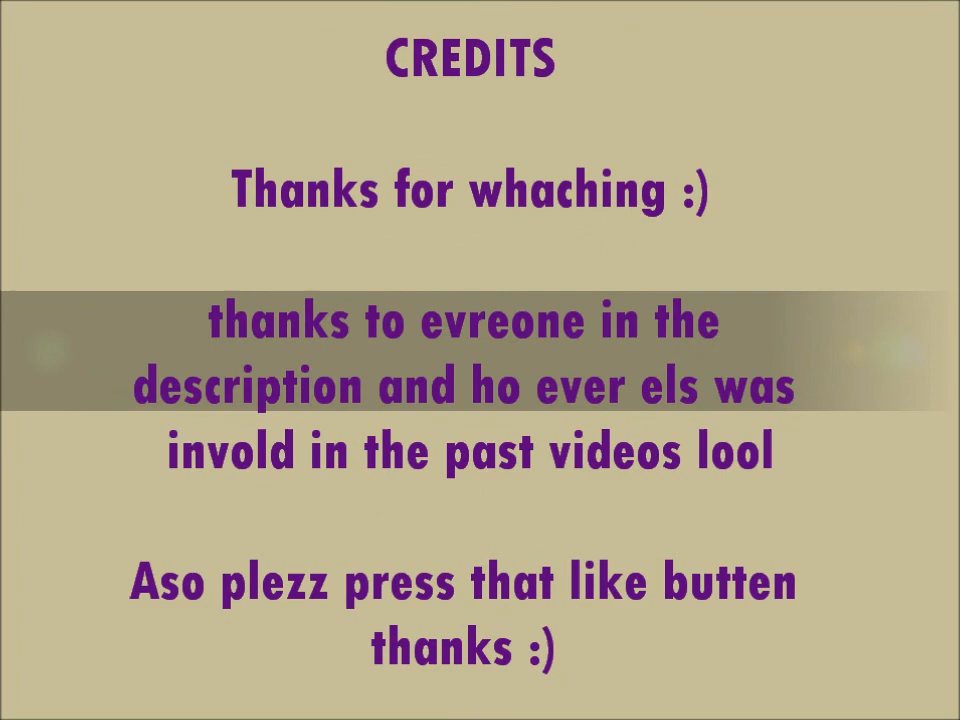 CREDITS
Thanks for whaching :)
thanks to evreone in the
description and ho ever els was
invold in the past videos lool
Aso plezz press that like butten
thanks :)